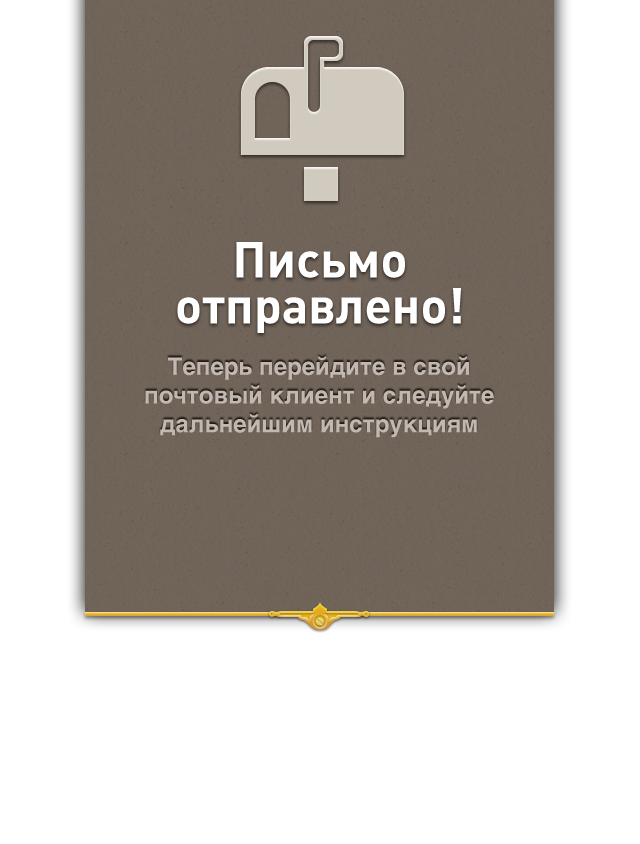 Письмо
отправлено!
Теперь перейдите в свой
почтовый клиент и следуйте
дальнейшим инструкциям